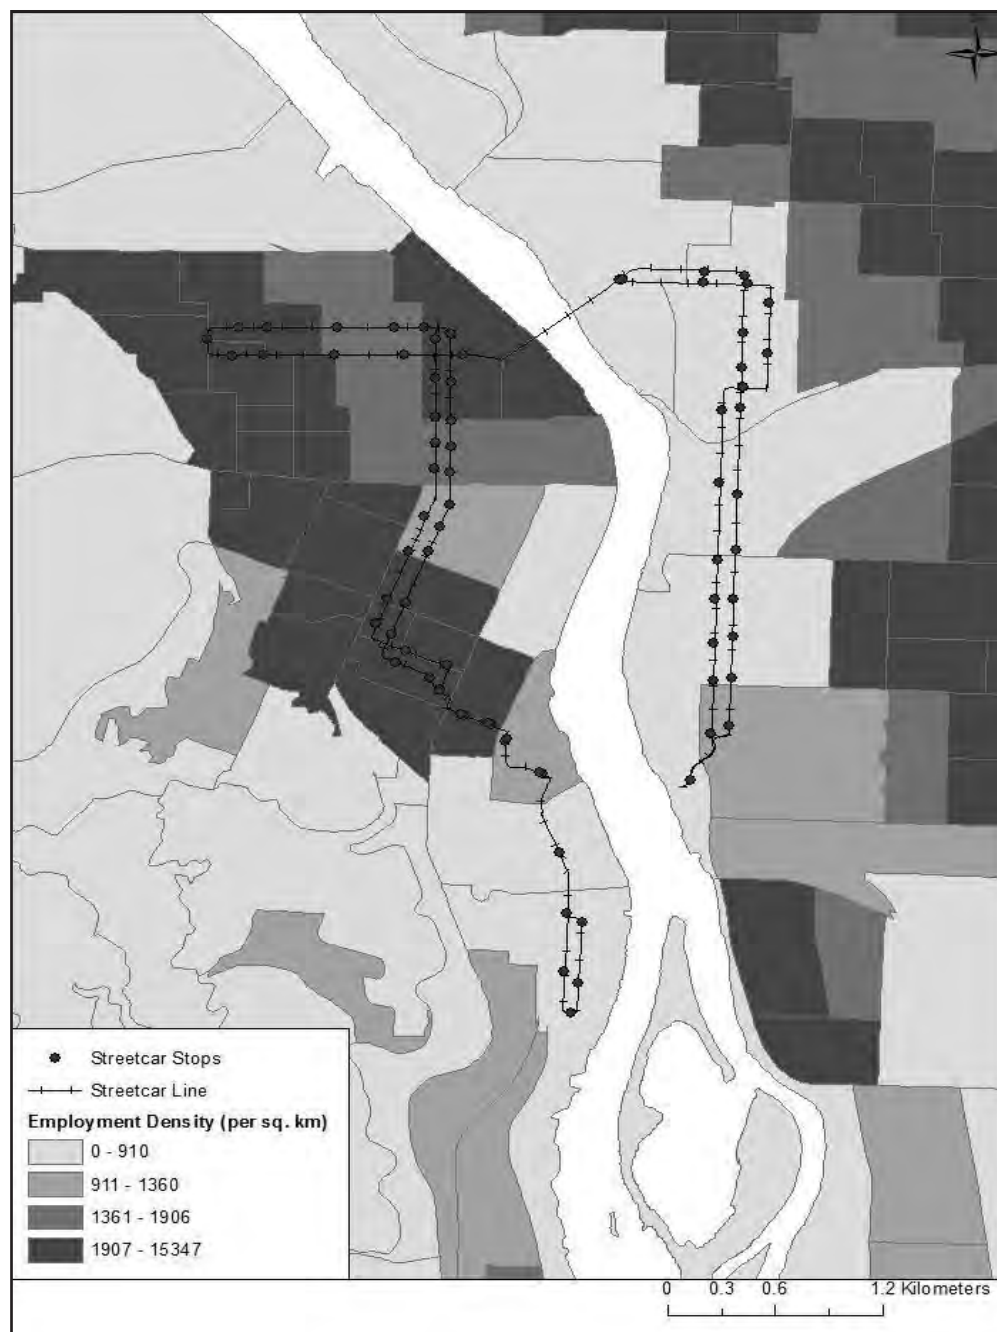 Streetcar Stops
Streetcar Line
Employment Density (per sq. km)
0 - 910
911 - 1360
1361 - 1906
1907 - 15347
0 0.3 0.6 1.2 Kilometers